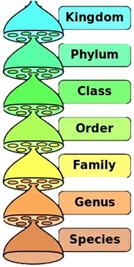 Kingdom
Phylum
Class
Order
Family
Genus
Species